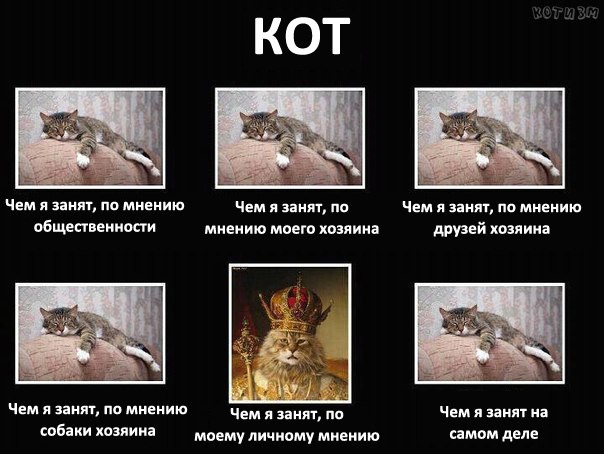 КОТИЗМ
КОТ
Чем я занят, по мнению
общественности
Чем я занят, по
мнению моего хозяина
Чем я занят, по мнению
друзей хозяина
Чем я занят, по мнению
собаки хозяина
Чем я занят, по
моему личному мнению
Чем я занят на
самом деле